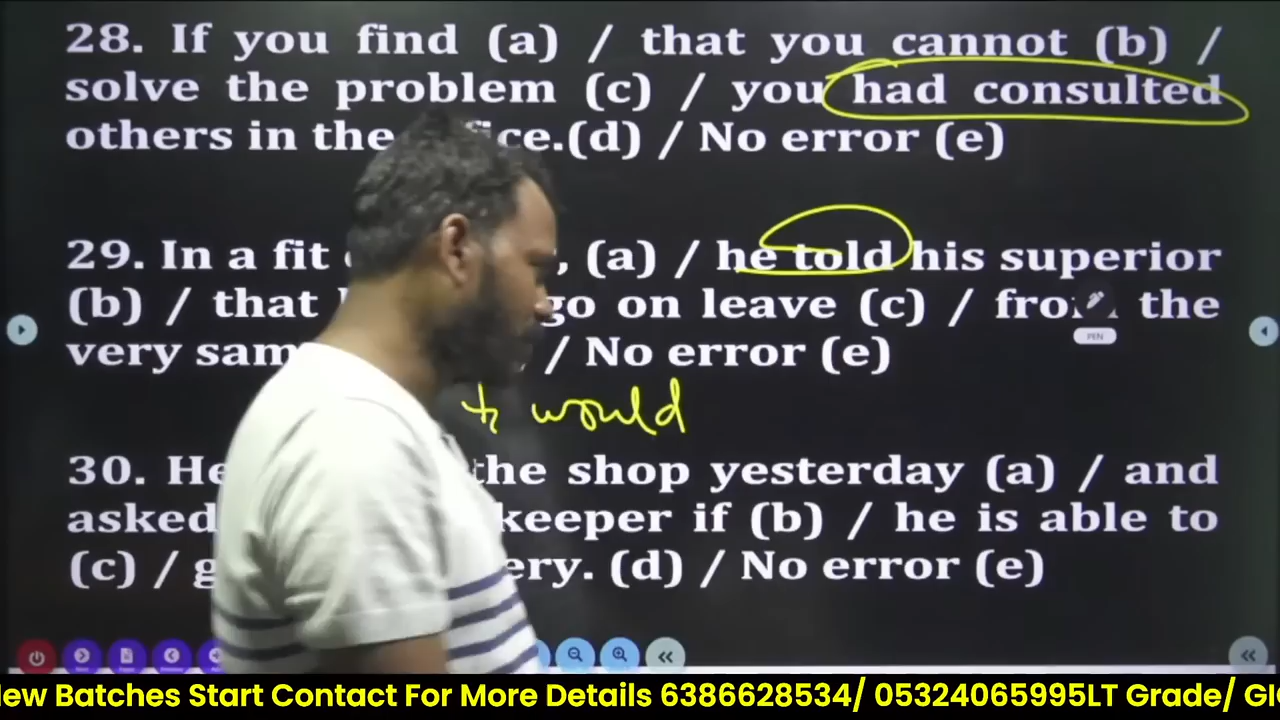 28. If you find (a) / that you cannot (b) /
solve the problem (c) / you had consulted
others in the ce.(d) / No error (e)
29. In a fit , (a) / he told his superior
(b) / that go on leave (c) / the
very / No error (e)
PEN
would
30. He the shop yesterday (a) / and
asked keeper if (b) / he is able to
(c) / ery. (d) / No error (e)
New Batches Start Contact For More Details 6386628534/ 05324065995LT Grade/ GI